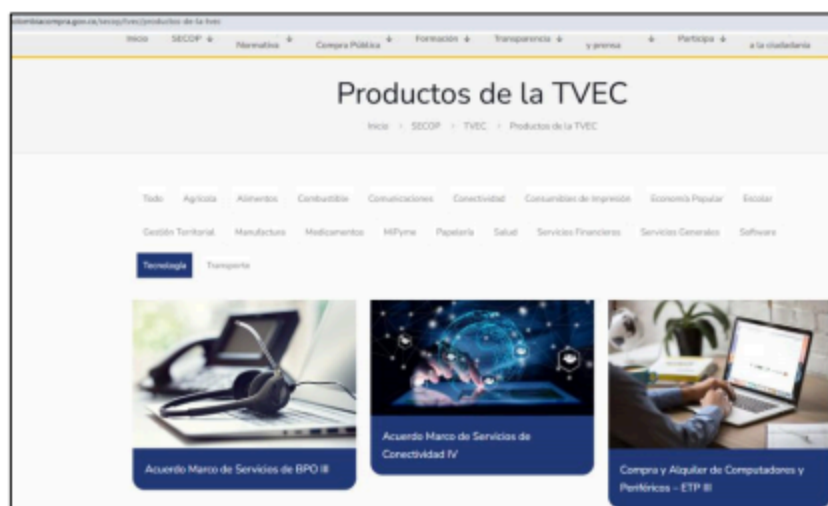 colombiacompra.gov.co/secop/tvec/productos-de-la-tvec
Inicio SECOP Normativa Compra Pública Formación Transparencia y prensa Participa a la ciudadanía
Productos de la TVEC
Inicio > SECOP > TVEC > Productos de la TVEC
Todo Agrícola Alimentos Combustible Comunicaciones Conectividad Consumibles de Impresión Economía Popular Escolar
Gestión Territorial Manufactura Medicamentos MiPyme Papelería Salud Servicios Financieros Servicios Generales Software
Tecnología Transporte
Acuerdo Marco de Servicios de BPO III
Acuerdo Marco de Servicios de
Conectividad IV
Compra y Alquiler de Computadores y
Periféricos – ETP III